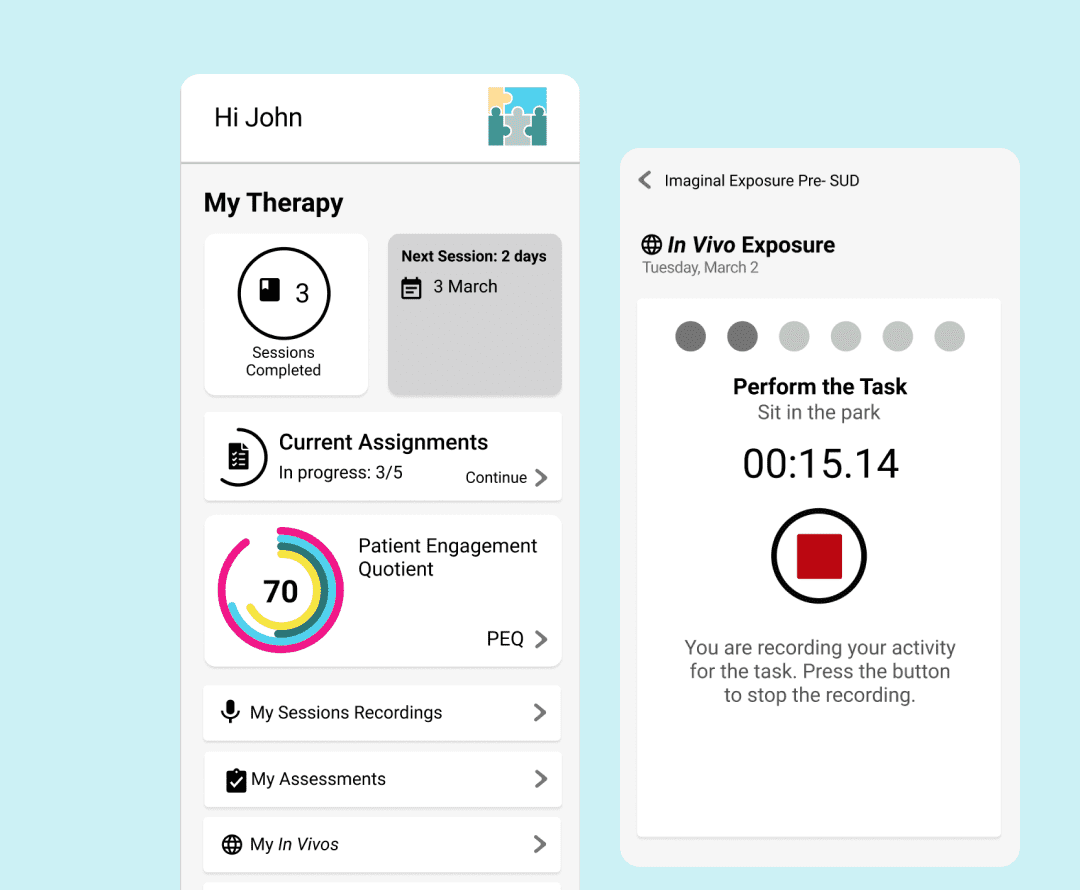 Hi John
My Therapy
3
Sessions
Completed
Next Session: 2 days
3 March
Current Assignments
In progress: 3/5
Continue
70
Patient Engagement
Quotient
PEQ
My Sessions Recordings
My Assessments
My In Vivos
Imaginal Exposure Pre- SUD
In Vivo Exposure
Tuesday, March 2
Perform the Task
Sit in the park
00:15.14
You are recording your activity
for the task. Press the button
to stop the recording.